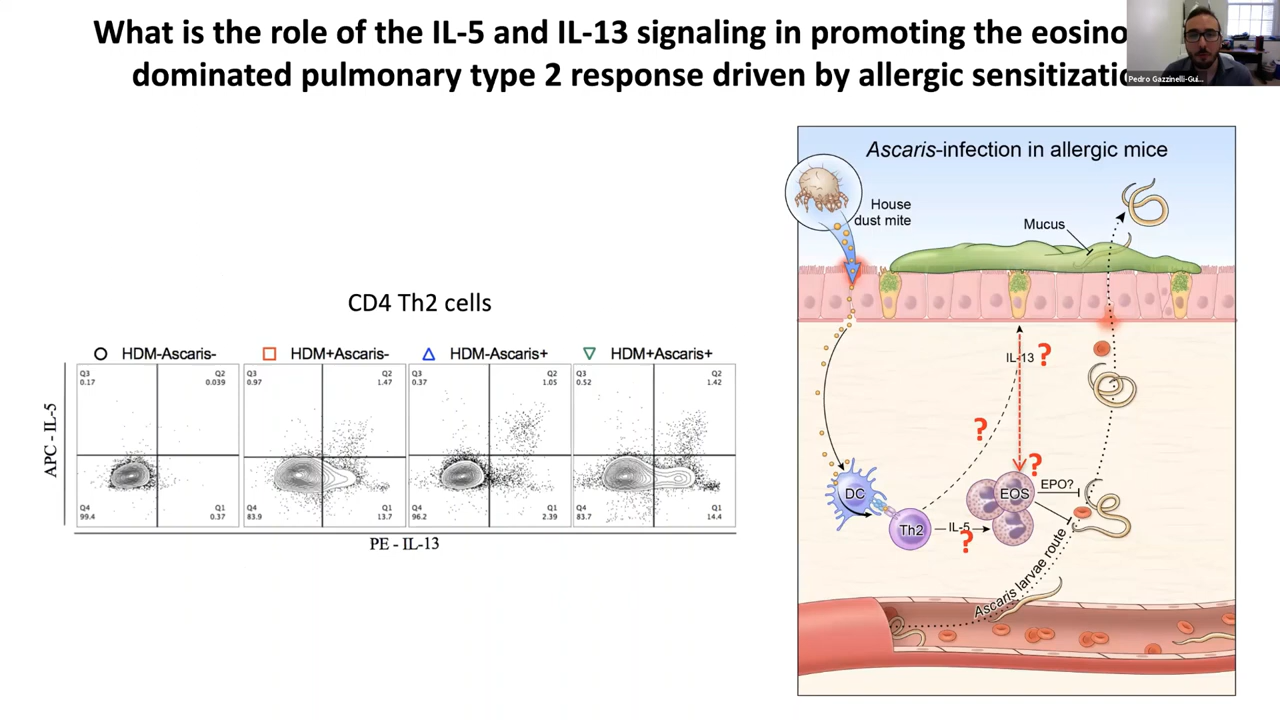 What is the role of the IL-5 and IL-13 signaling in promoting the eosino
dominated pulmonary type 2 response driven by allergic sensitizatio
Pedro Gazzinelli-Gui...
CD4 Th2 cells
HDM-Ascaris-
HDM+Ascaris-
HDM-Ascaris+
HDM+Ascaris+
Q3
0.17
Q2
0.039
Q4
99.4
Q1
0.37
Q3
0.97
Q2
1.47
Q4
83.9
Q1
13.7
Q3
0.37
Q2
1.05
Q4
96.2
Q1
2.39
Q3
0.52
Q2
1.42
Q4
83.7
Q1
14.4
APC - IL-5
PE - IL-13
Ascaris-infection in allergic mice
House
dust mite
Mucus
IL-13 ?
?
?
DC
EOS
EPO?
Th2
IL-5
?
Ascaris larvae route